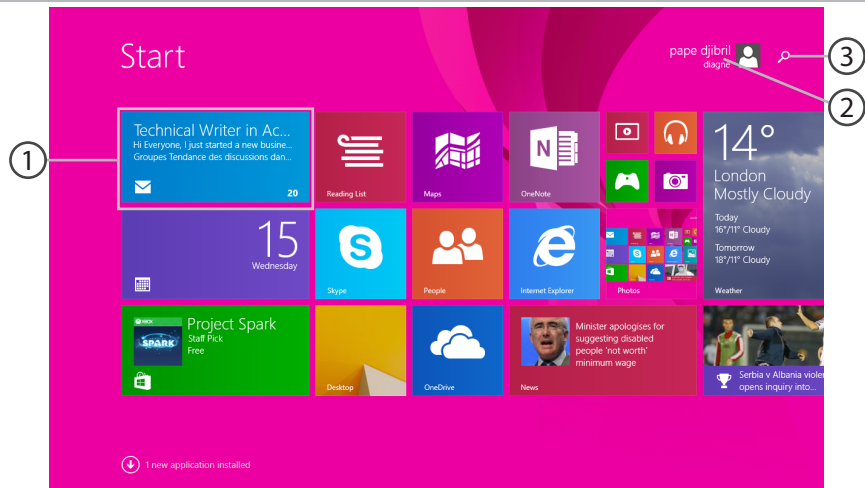 Start
pape djibril
diagne
3
2
1
Technical Writer in Ac...
Hi Everyone, I just started a new busine...
Groupes Tendance des discussions dan...
20
Reading List
Maps
N
OneNote
14°
London
Mostly Cloudy
Today
16°/11° Cloudy
Tomorrow
18°/11° Cloudy
Weather
15
Wednesday
S
Skype
People
Internet Explorer
Photos
XBOX
SPARK
Project Spark
Staff Pick
Free
Desktop
OneDrive
Minister apologises for
suggesting disabled
people 'not worth'
minimum wage
News
Serbia v Albania violen
opens inquiry into...
1 new application installed